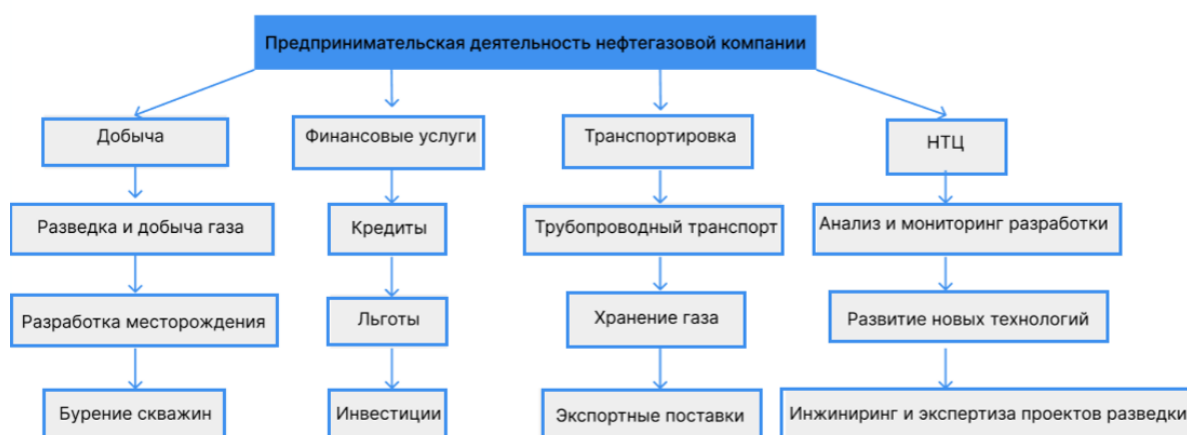 Предпринимательская деятельность нефтегазовой компании
Добыча
Финансовые услуги
Транспортировка
НТЦ
Разведка и добыча газа
Кредиты
Трубопроводный транспорт
Анализ и мониторинг разработки
Разработка месторождения
Льготы
Хранение газа
Развитие новых технологий
Бурение скважин
Инвестиции
Экспортные поставки
Инжиниринг и экспертиза проектов разведки